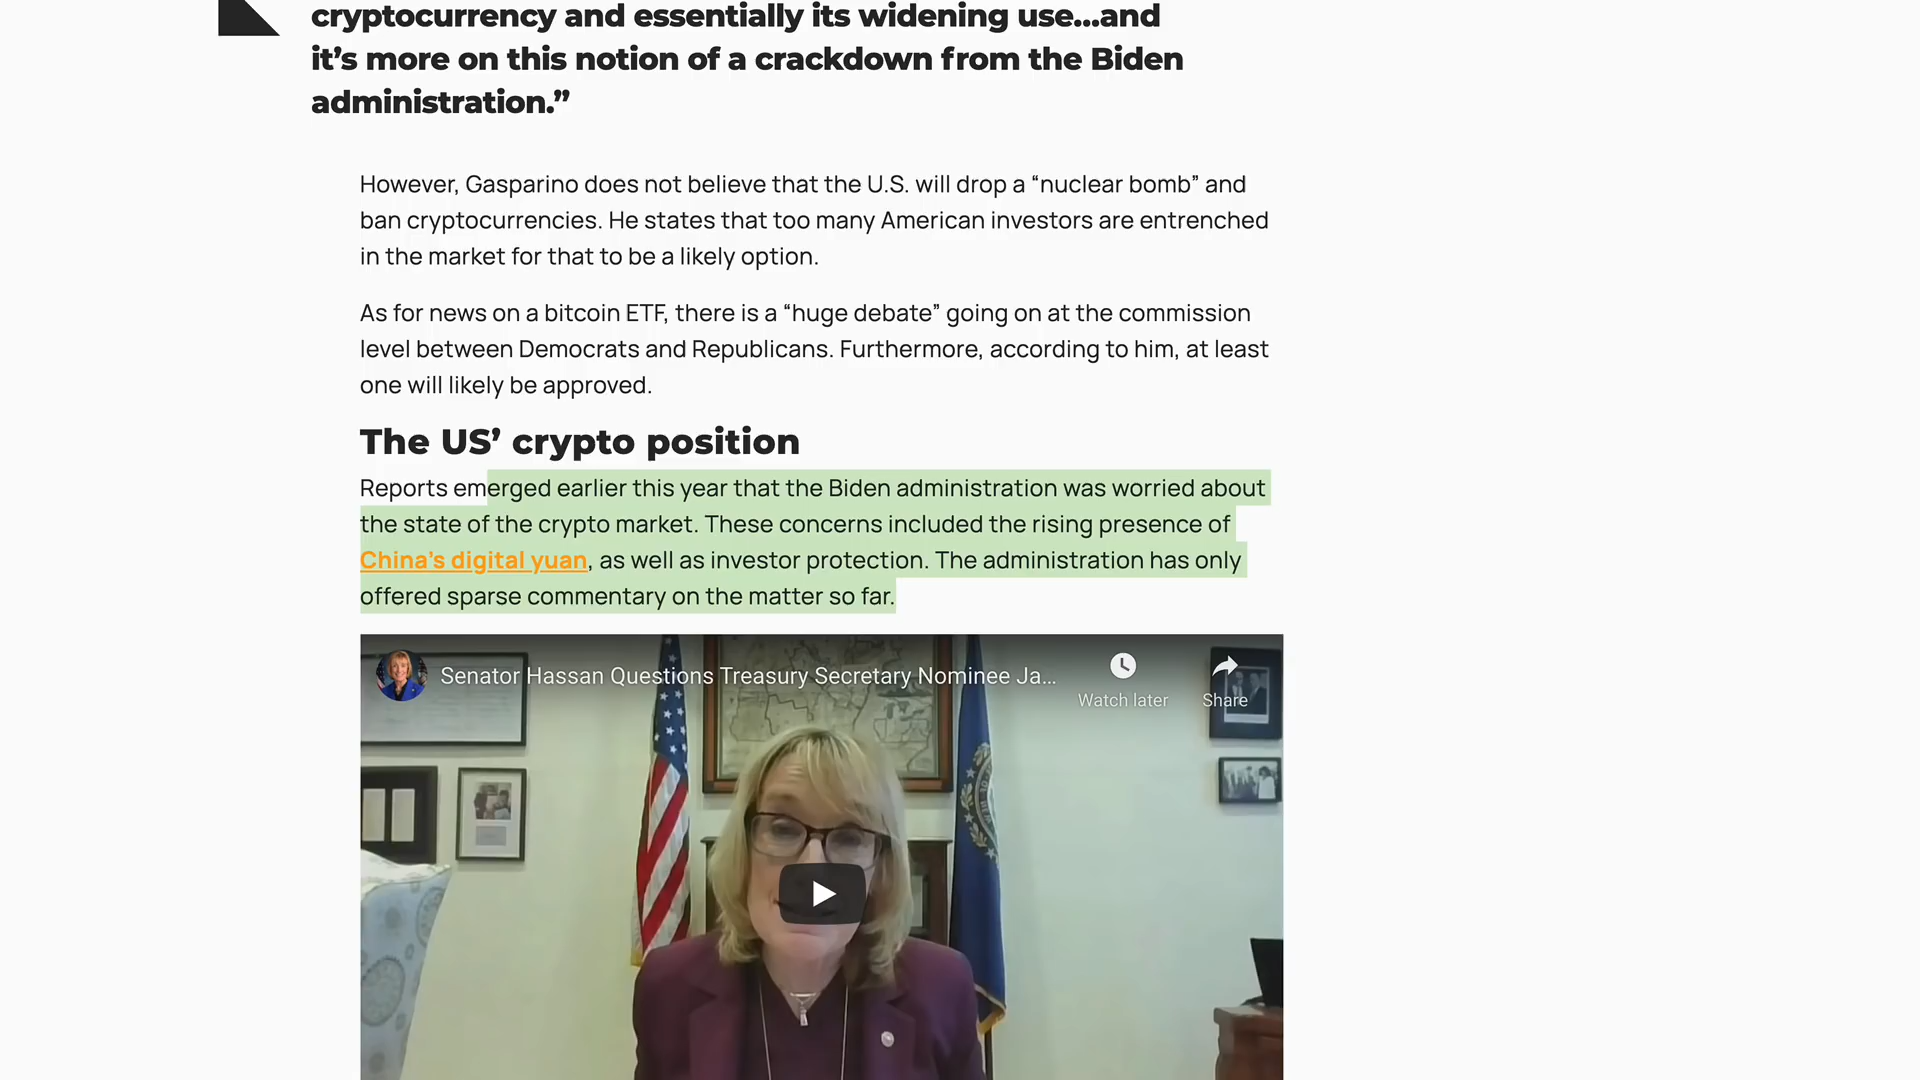 cryptocurrency and essentially its widening use…and
it’s more on this notion of a crackdown from the Biden
administration.”
However, Gasparino does not believe that the U.S. will drop a “nuclear bomb” and
ban cryptocurrencies. He states that too many American investors are entrenched
in the market for that to be a likely option.
As for news on a bitcoin ETF, there is a “huge debate” going on at the commission
level between Democrats and Republicans. Furthermore, according to him, at least
one will likely be approved.
The US’ crypto position
Reports emerged earlier this year that the Biden administration was worried about
the state of the crypto market. These concerns included the rising presence of
China’s digital yuan, as well as investor protection. The administration has only
offered sparse commentary on the matter so far.
Senator Hassan Questions Treasury Secretary Nominee Ja...
Watch later
Share